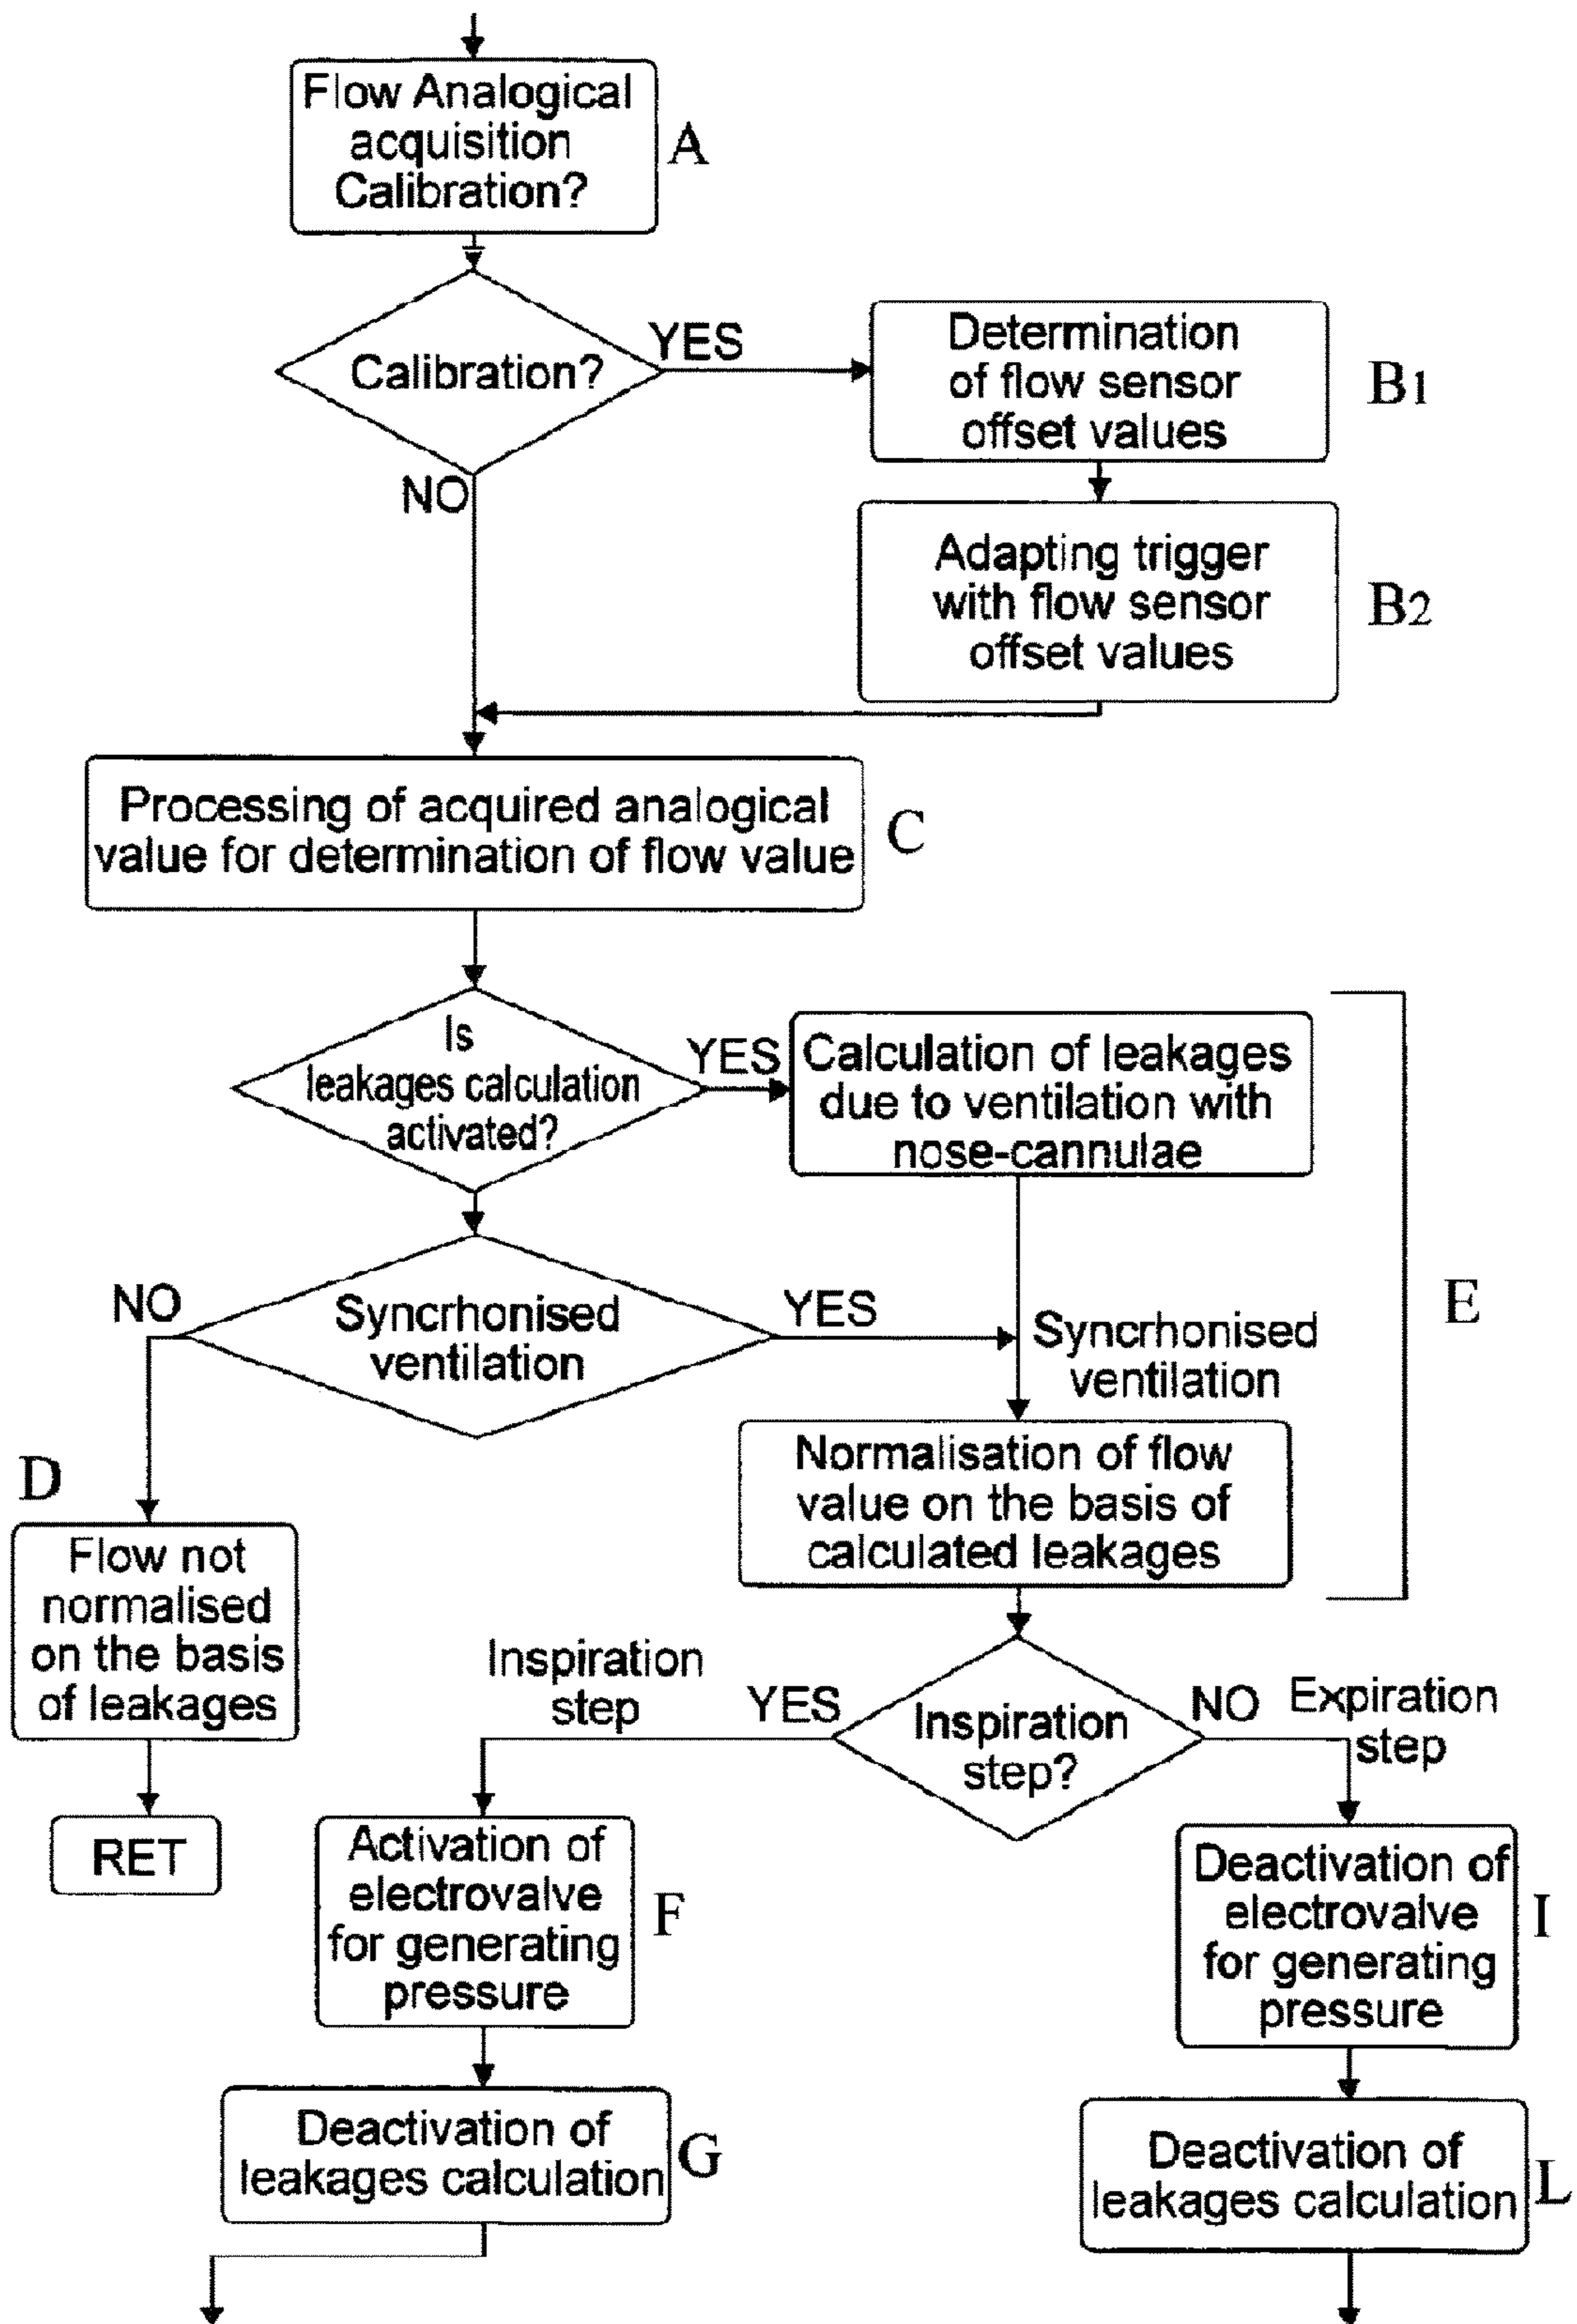 Flow Analogical
acquisition
Calibration?
A
Calibration?
YES
NO
Determination
of flow sensor
offset values
B1
Adapting trigger
with flow sensor
offset values
B2
Processing of acquired analogical
value for determination of flow value
C
Is
leakages calculation
activated?
YES
Calculation of leakages
due to ventilation with
nose-cannulae
NO
Syncrhonised
ventilation
YES
Syncrhonised
ventilation
E
Normalisation of flow
value on the basis of
calculated leakages
D
Flow not
normalised
on the basis
of leakages
RET
Inspiration
step
YES
Inspiration
step?
NO
Expiration
step
Activation of
electrovalve
for generating
pressure
F
Deactivation of
electrovalve
for generating
pressure
I
Deactivation of
leakages calculation
G
Deactivation of
leakages calculation
L